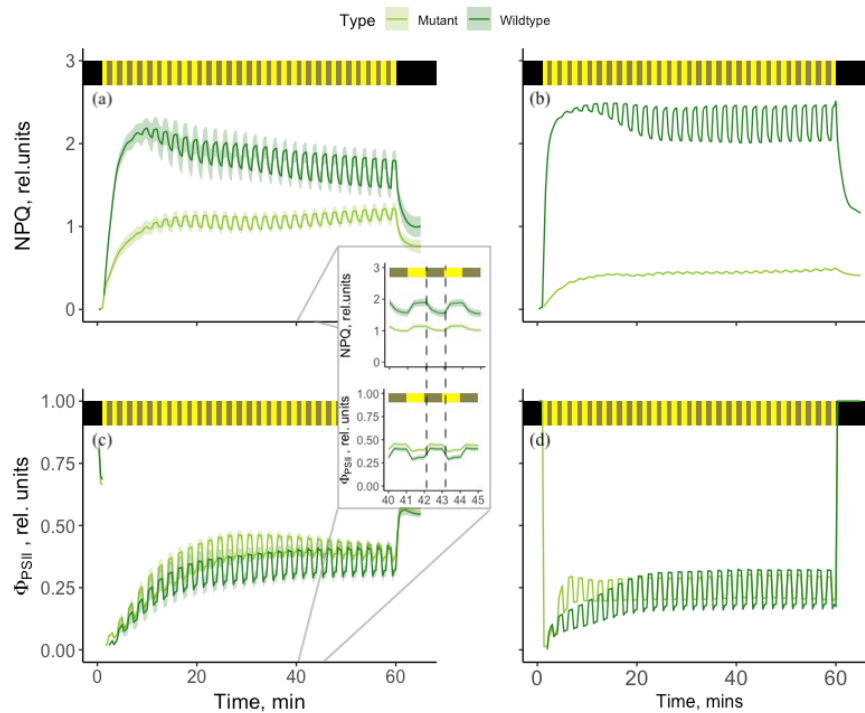 Type Mutant Wildtype
3
2
1
0
NPQ, rel.units
(a)
(b)
3
2
1
0
NPQ, rel.units
1.00
0.75
0.50
0.25
0.00
ΦPSII, rel. units
40 41 42 43 44 45
1.00
0.75
0.50
0.25
0.00
ΦPSII , rel. units
(c)
(d)
0 20 40 60
Time, min
0 20 40 60
Time, mins